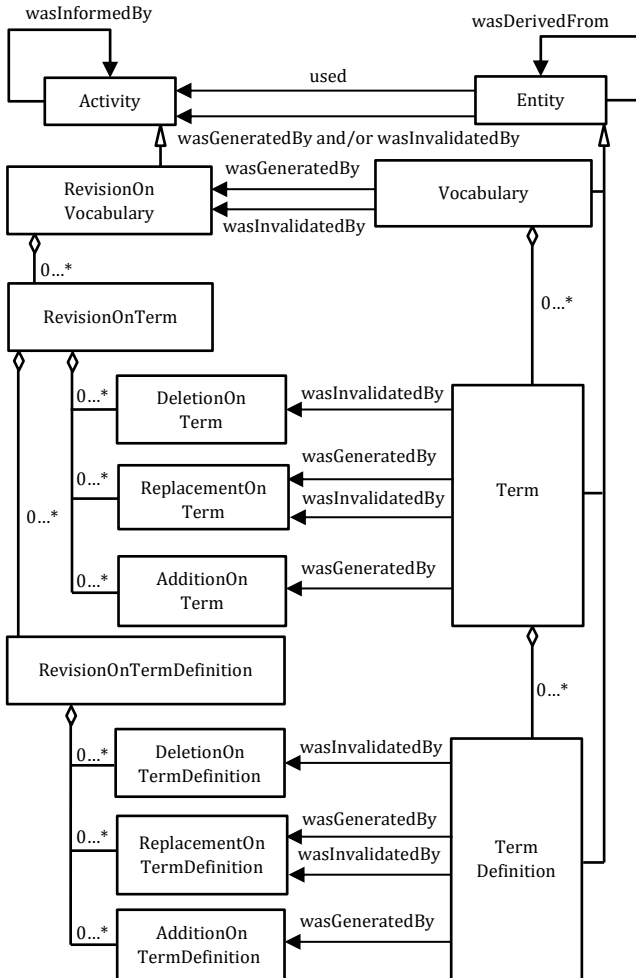 wasInformedBy
wasDerivedFrom
Activity
used
Entity
wasGeneratedBy and/or wasInvalidatedBy
RevisionOn
Vocabulary
wasGeneratedBy
wasInvalidatedBy
Vocabulary
0...*
RevisionOnTerm
0...*
0...*
DeletionOn
Term
wasInvalidatedBy
0...*
ReplacementOn
Term
wasGeneratedBy
wasInvalidatedBy
Term
0...*
0...*
AdditionOn
Term
wasGeneratedBy
RevisionOnTermDefinition
0...*
0...*
DeletionOn
TermDefinition
wasInvalidatedBy
0...*
ReplacementOn
TermDefinition
wasGeneratedBy
wasInvalidatedBy
Term
Definition
0...*
AdditionOn
TermDefinition
wasGeneratedBy